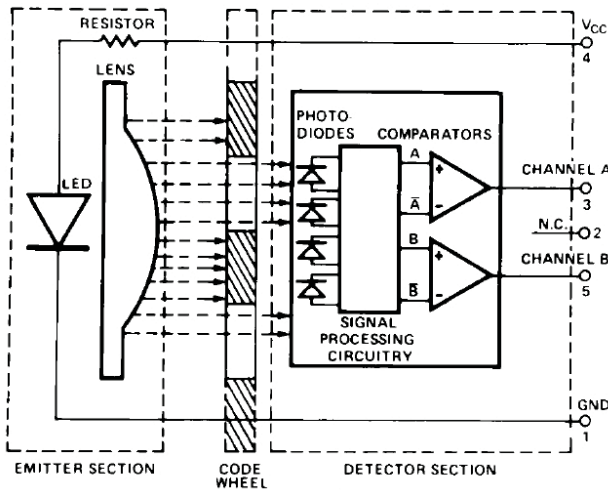 RESISTOR
VCC
4
LENS
PHOTO-
DIODES
COMPARATORS
LED
A
+
CHANNEL A
3
Ā
−
N.C.
2
B
+
CHANNEL B
5
B̄
−
SIGNAL
PROCESSING
CIRCUITRY
GND
1
EMITTER SECTION
CODE
WHEEL
DETECTOR SECTION